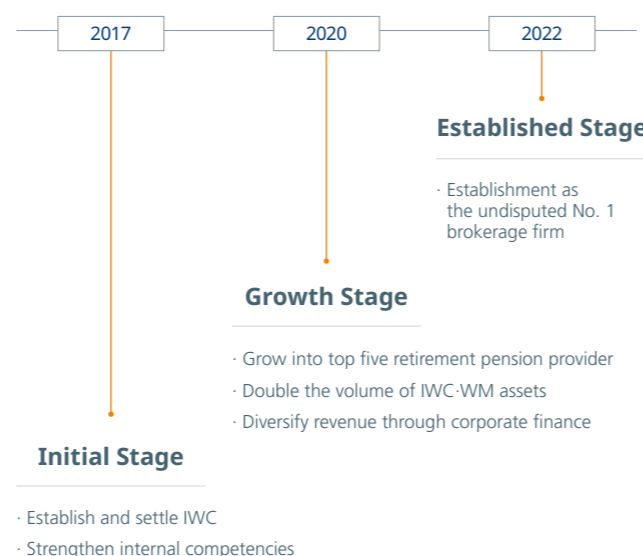 2017
2020
2022
Established Stage
· Establishment as
the undisputed No. 1
brokerage firm
Growth Stage
· Grow into top five retirement pension provider
· Double the volume of IWC·WM assets
· Diversify revenue through corporate finance
Initial Stage
· Establish and settle IWC
· Strengthen internal competencies